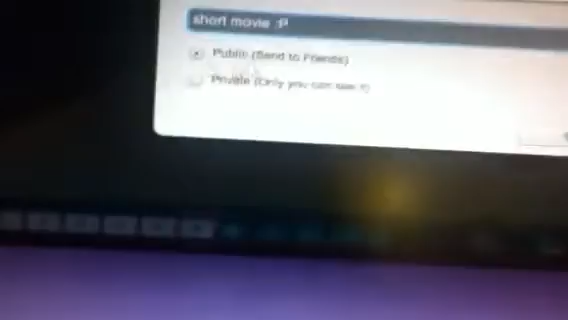 short movie :P
Public (Send to Friends)
Private (Only you can see it)